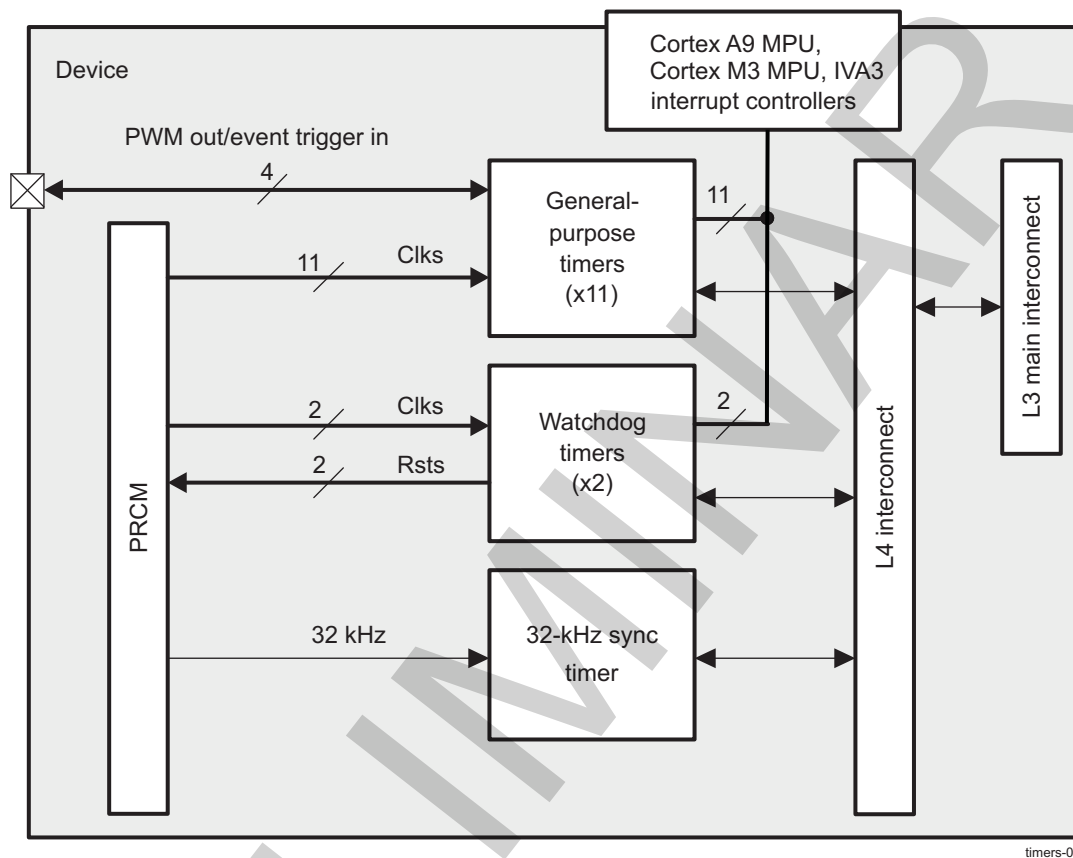 Cortex A9 MPU,
Cortex M3 MPU, IVA3
interrupt controllers
Device
PWM out/event trigger in
4
General-
purpose
timers
(x11)
11
11
Clks
L3 main interconnect
2
Clks
Watchdog
timers
(x2)
2
2
Rsts
PRCM
L4 interconnect
32 kHz
32-kHz sync
timer
timers-0